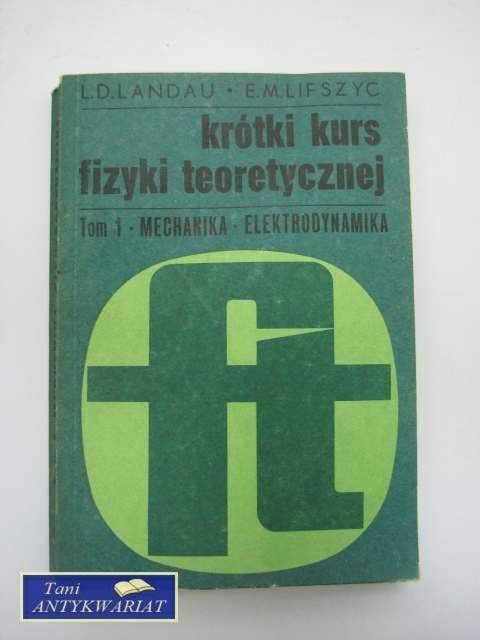 L.D.LANDAU • E.M.LIFSZYC
krótki kurs
fizyki teoretycznej
Tom 1 • MECHANIKA • ELEKTRODYNAMIKA
ft
Tani
ANTYKWARIAT